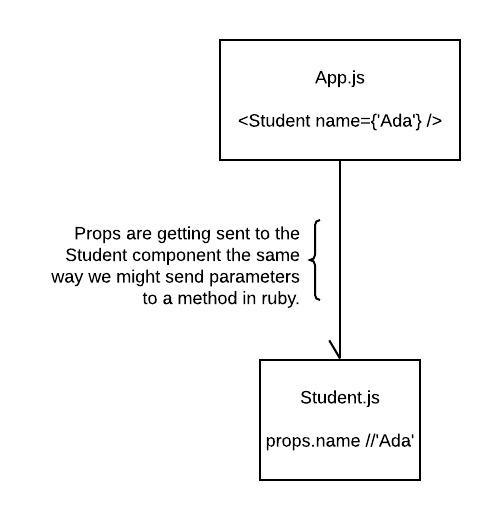 App.js
<Student name={'Ada'} />
Props are getting sent to the
Student component the same
way we might send parameters
to a method in ruby.
Student.js
props.name //'Ada'